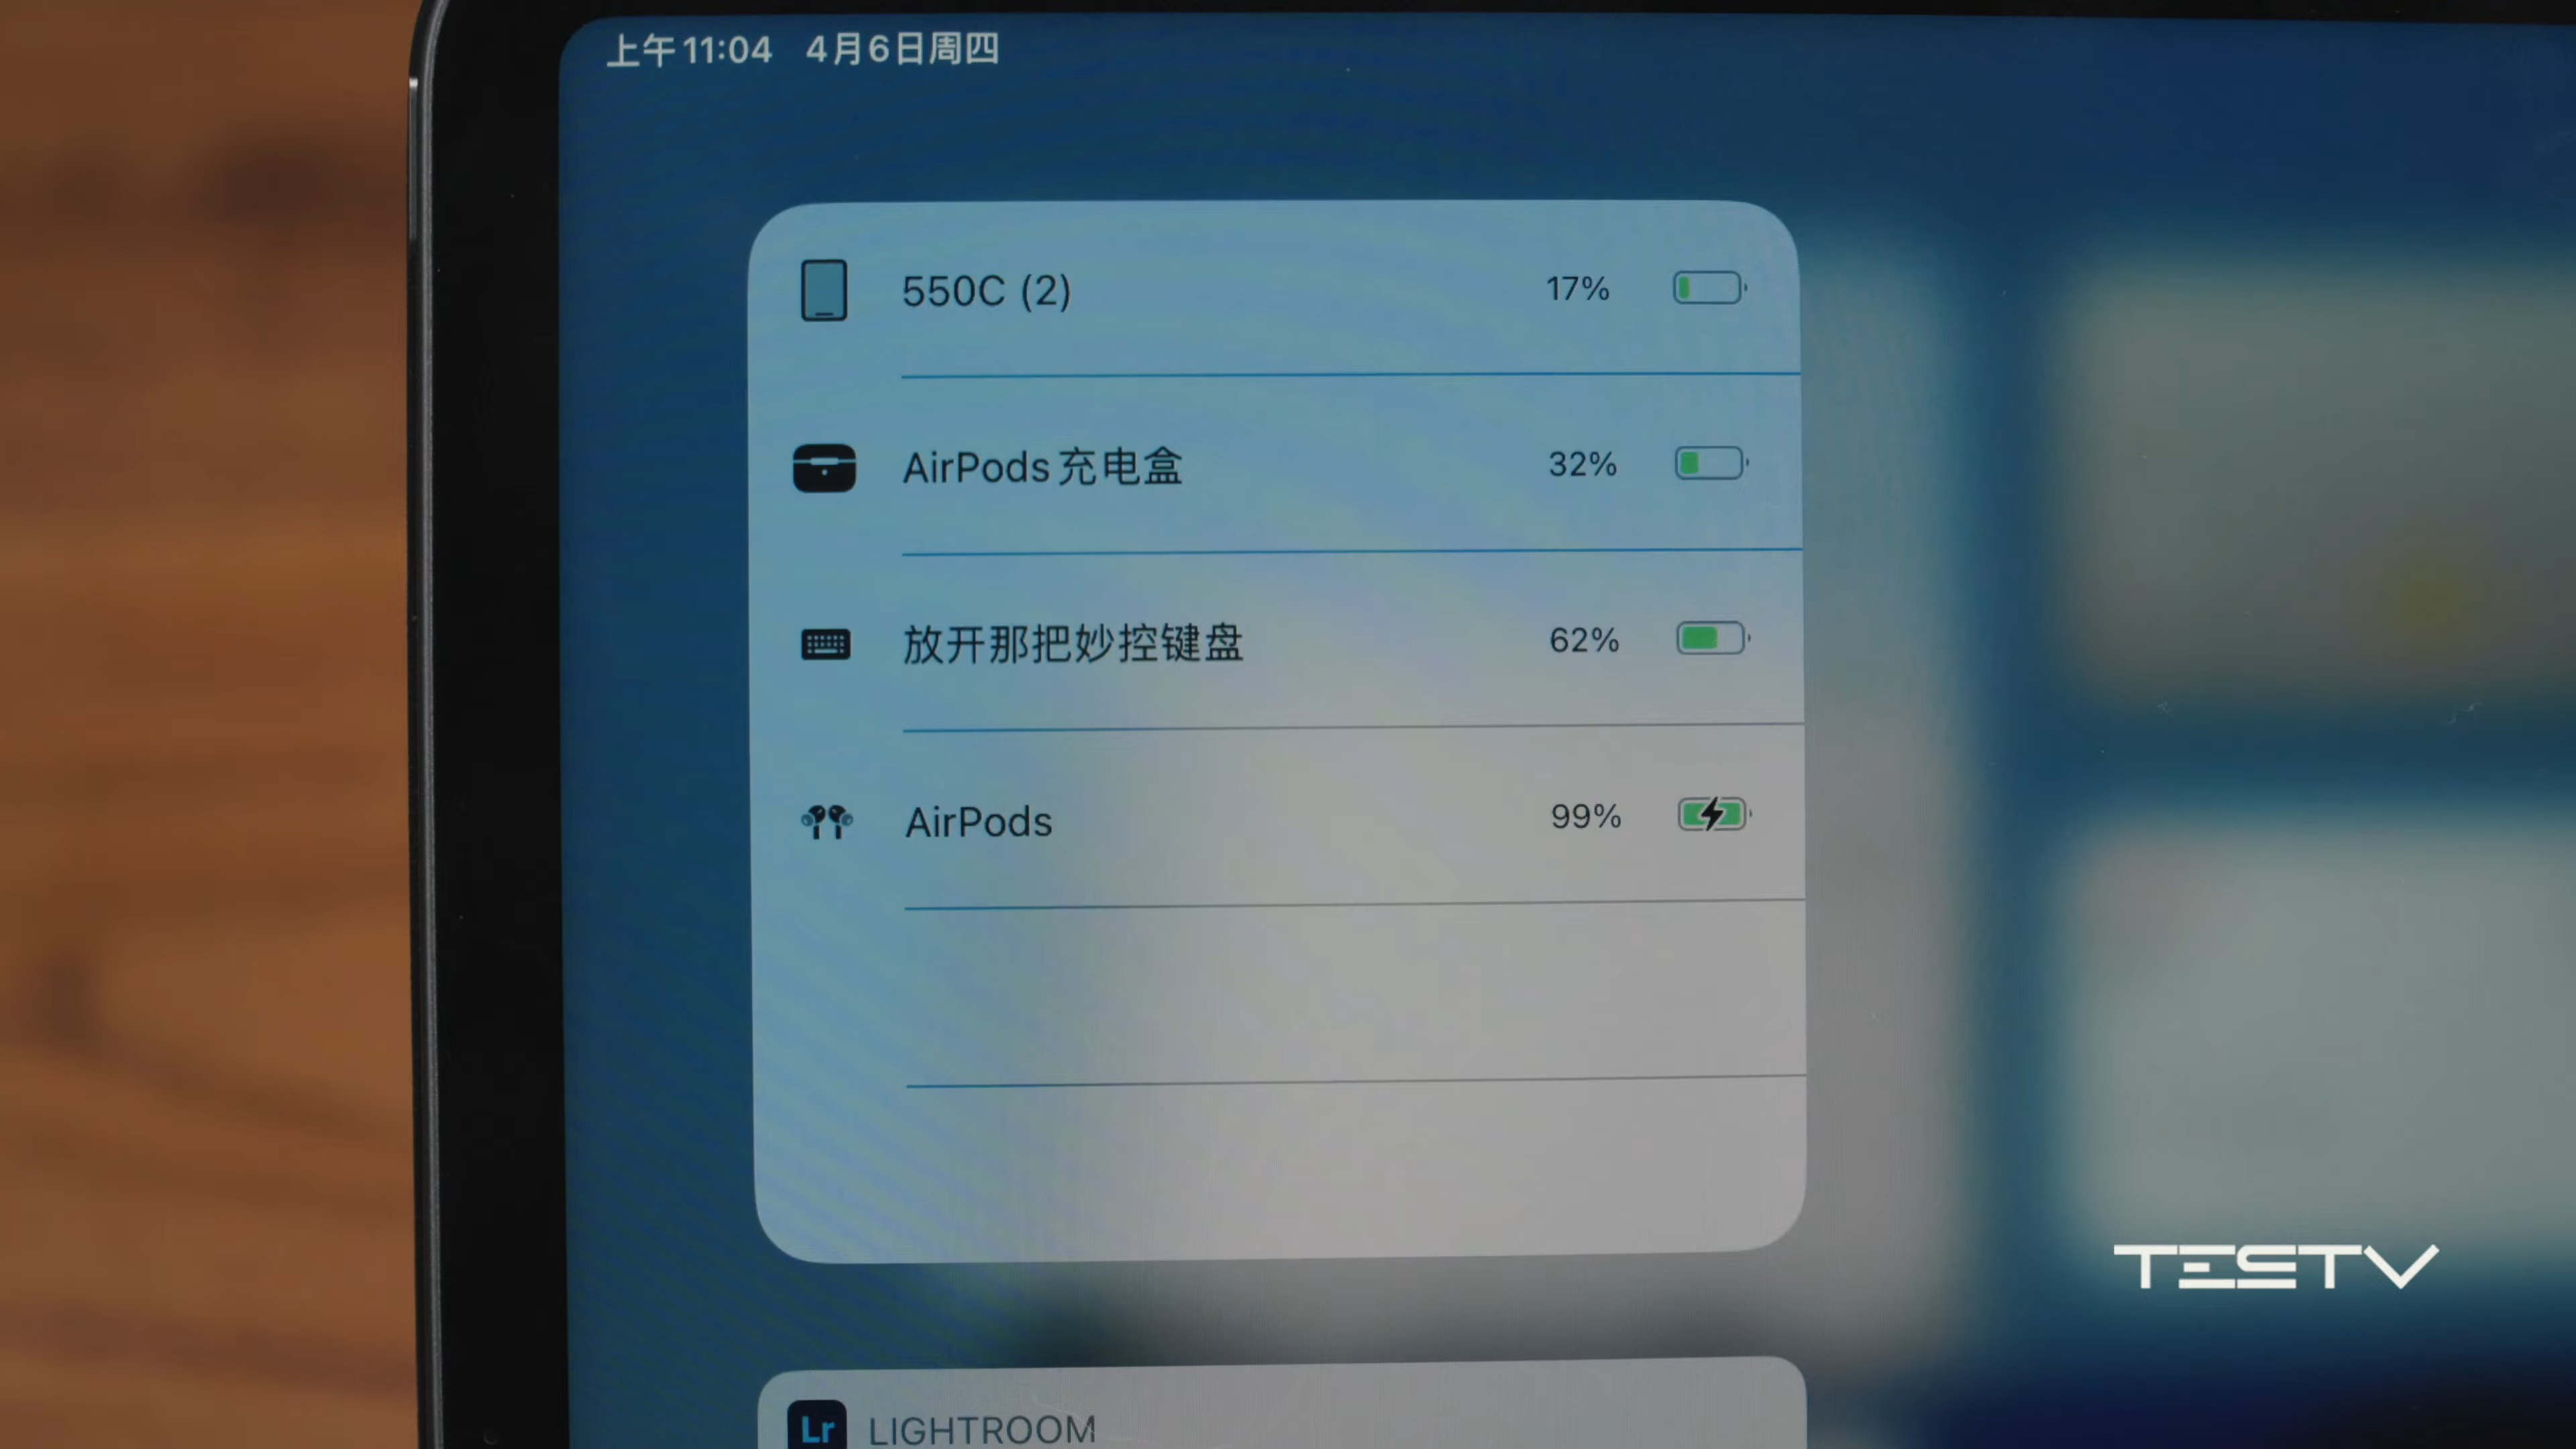 上午11:04 4月6日周四
550C (2) 17%
AirPods充电盒 32%
放开那把妙控键盘 62%
AirPods 99%
TESTV
Lr LIGHTROOM